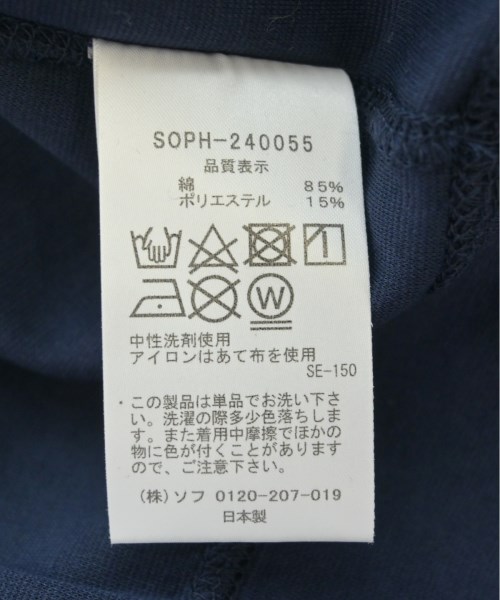 SOPH-240055
品質表示
綿 85%
ポリエステル 15%
W
中性洗剤使用
アイロンはあて布を使用
SE-150
・この製品は単品でお洗い下さ
い。洗濯の際多少色落ちしま
す。また着用中摩擦でほかの
物に色が付くことがあります
ので、ご注意下さい。
(株)ソフ 0120-207-019
日本製